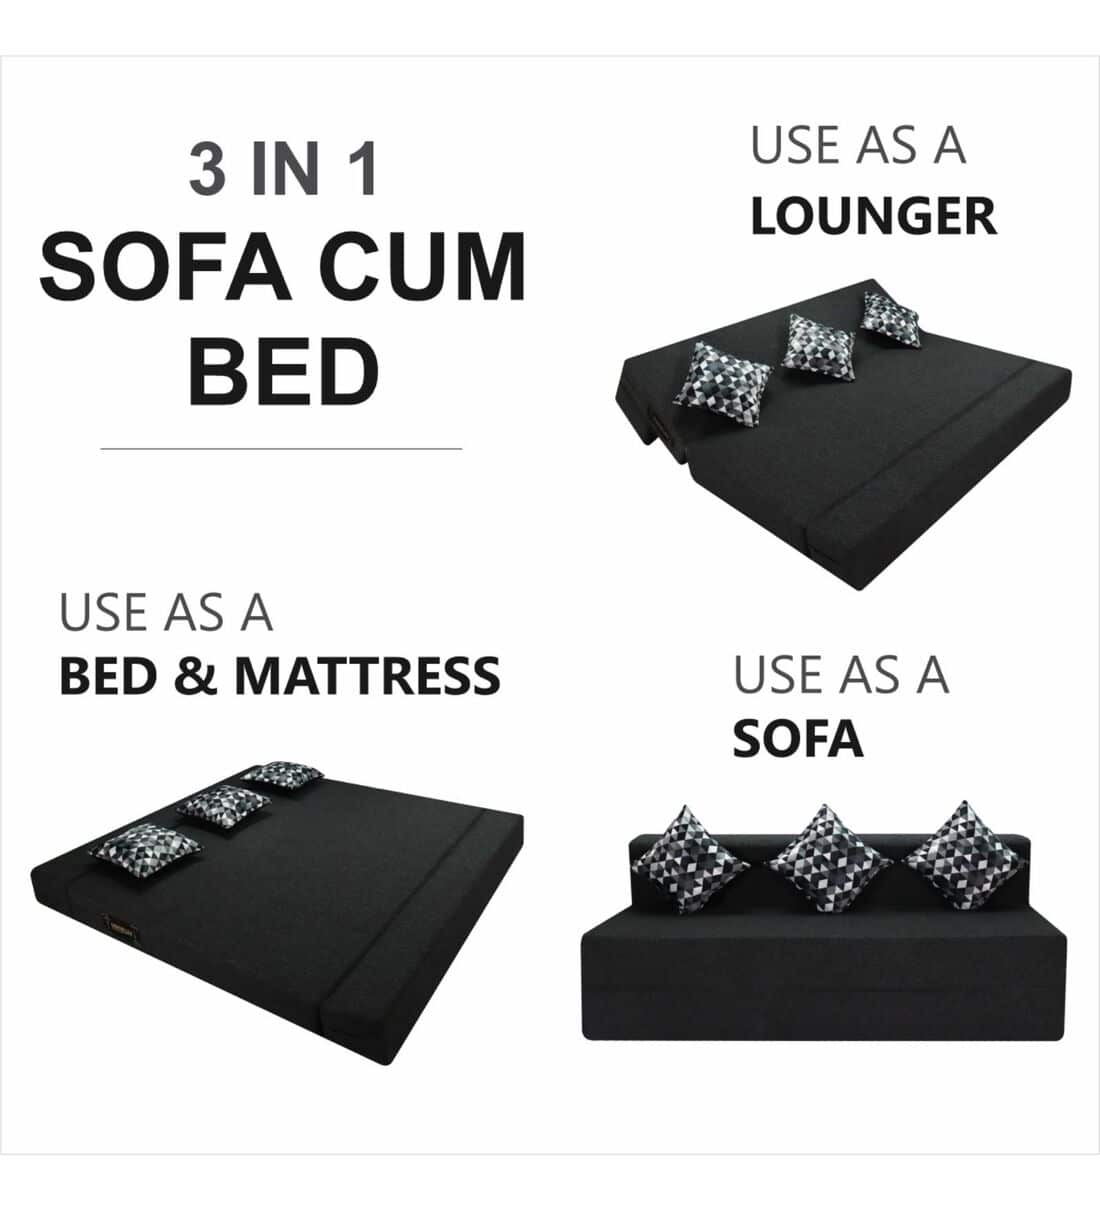 3 IN 1
SOFA CUM
BED
USE AS A
LOUNGER
USE AS A
BED & MATTRESS
USE AS A
SOFA